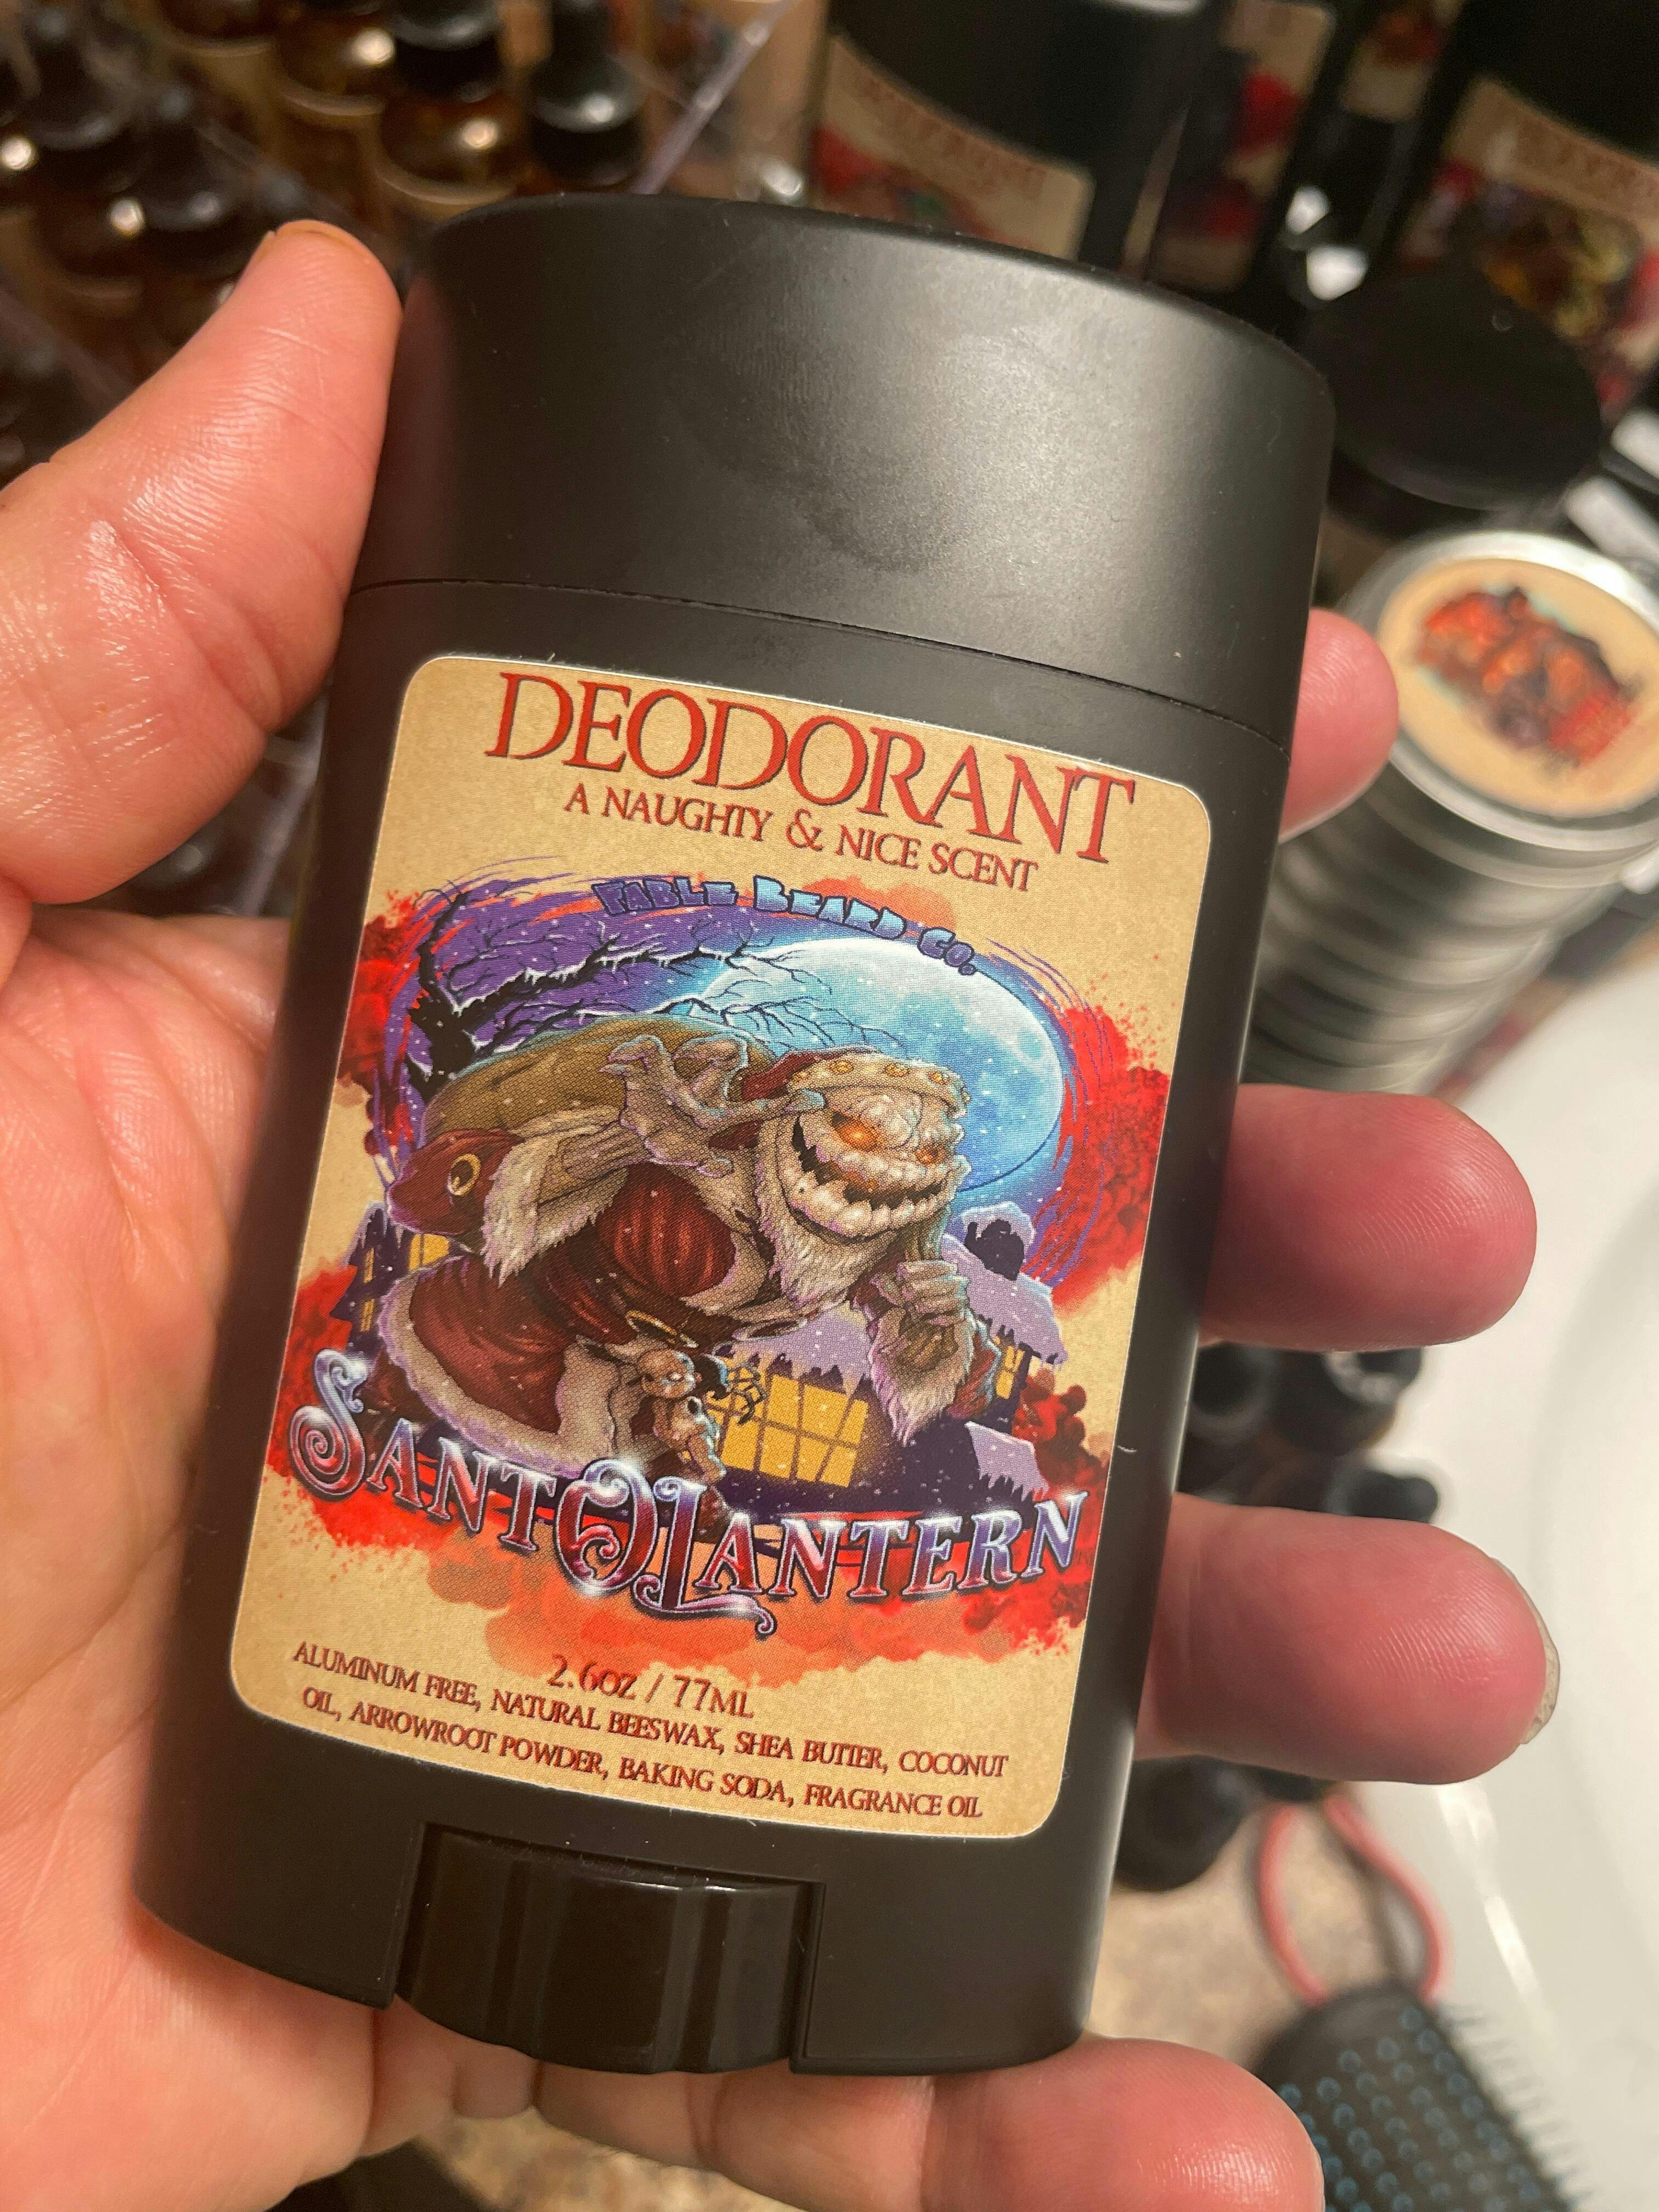 DEODORANT
A NAUGHTY & NICE SCENT
FABLE BEARD CO.
SANTOLANTERN
2.6OZ / 77ML
ALUMINUM FREE, NATURAL BEESWAX, SHEA BUTTER, COCONUT
OIL, ARROWROOT POWDER, BAKING SODA, FRAGRANCE OIL